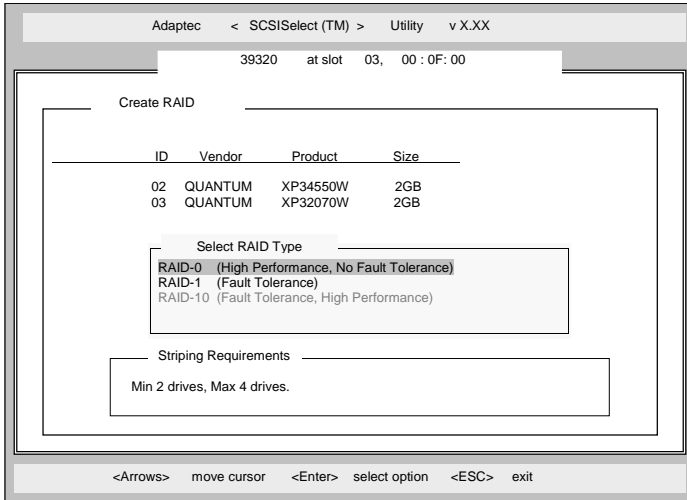 Adaptec < SCSISelect (TM) > Utility v X.XX
39320 at slot 03, 00 : 0F: 00
Create RAID
ID Vendor Product Size
02 QUANTUM XP34550W 2GB
03 QUANTUM XP32070W 2GB
Select RAID Type
RAID-0 (High Performance, No Fault Tolerance)
RAID-1 (Fault Tolerance)
RAID-10 (Fault Tolerance, High Performance)
Striping Requirements
Min 2 drives, Max 4 drives.
<Arrows> move cursor <Enter> select option <ESC> exit